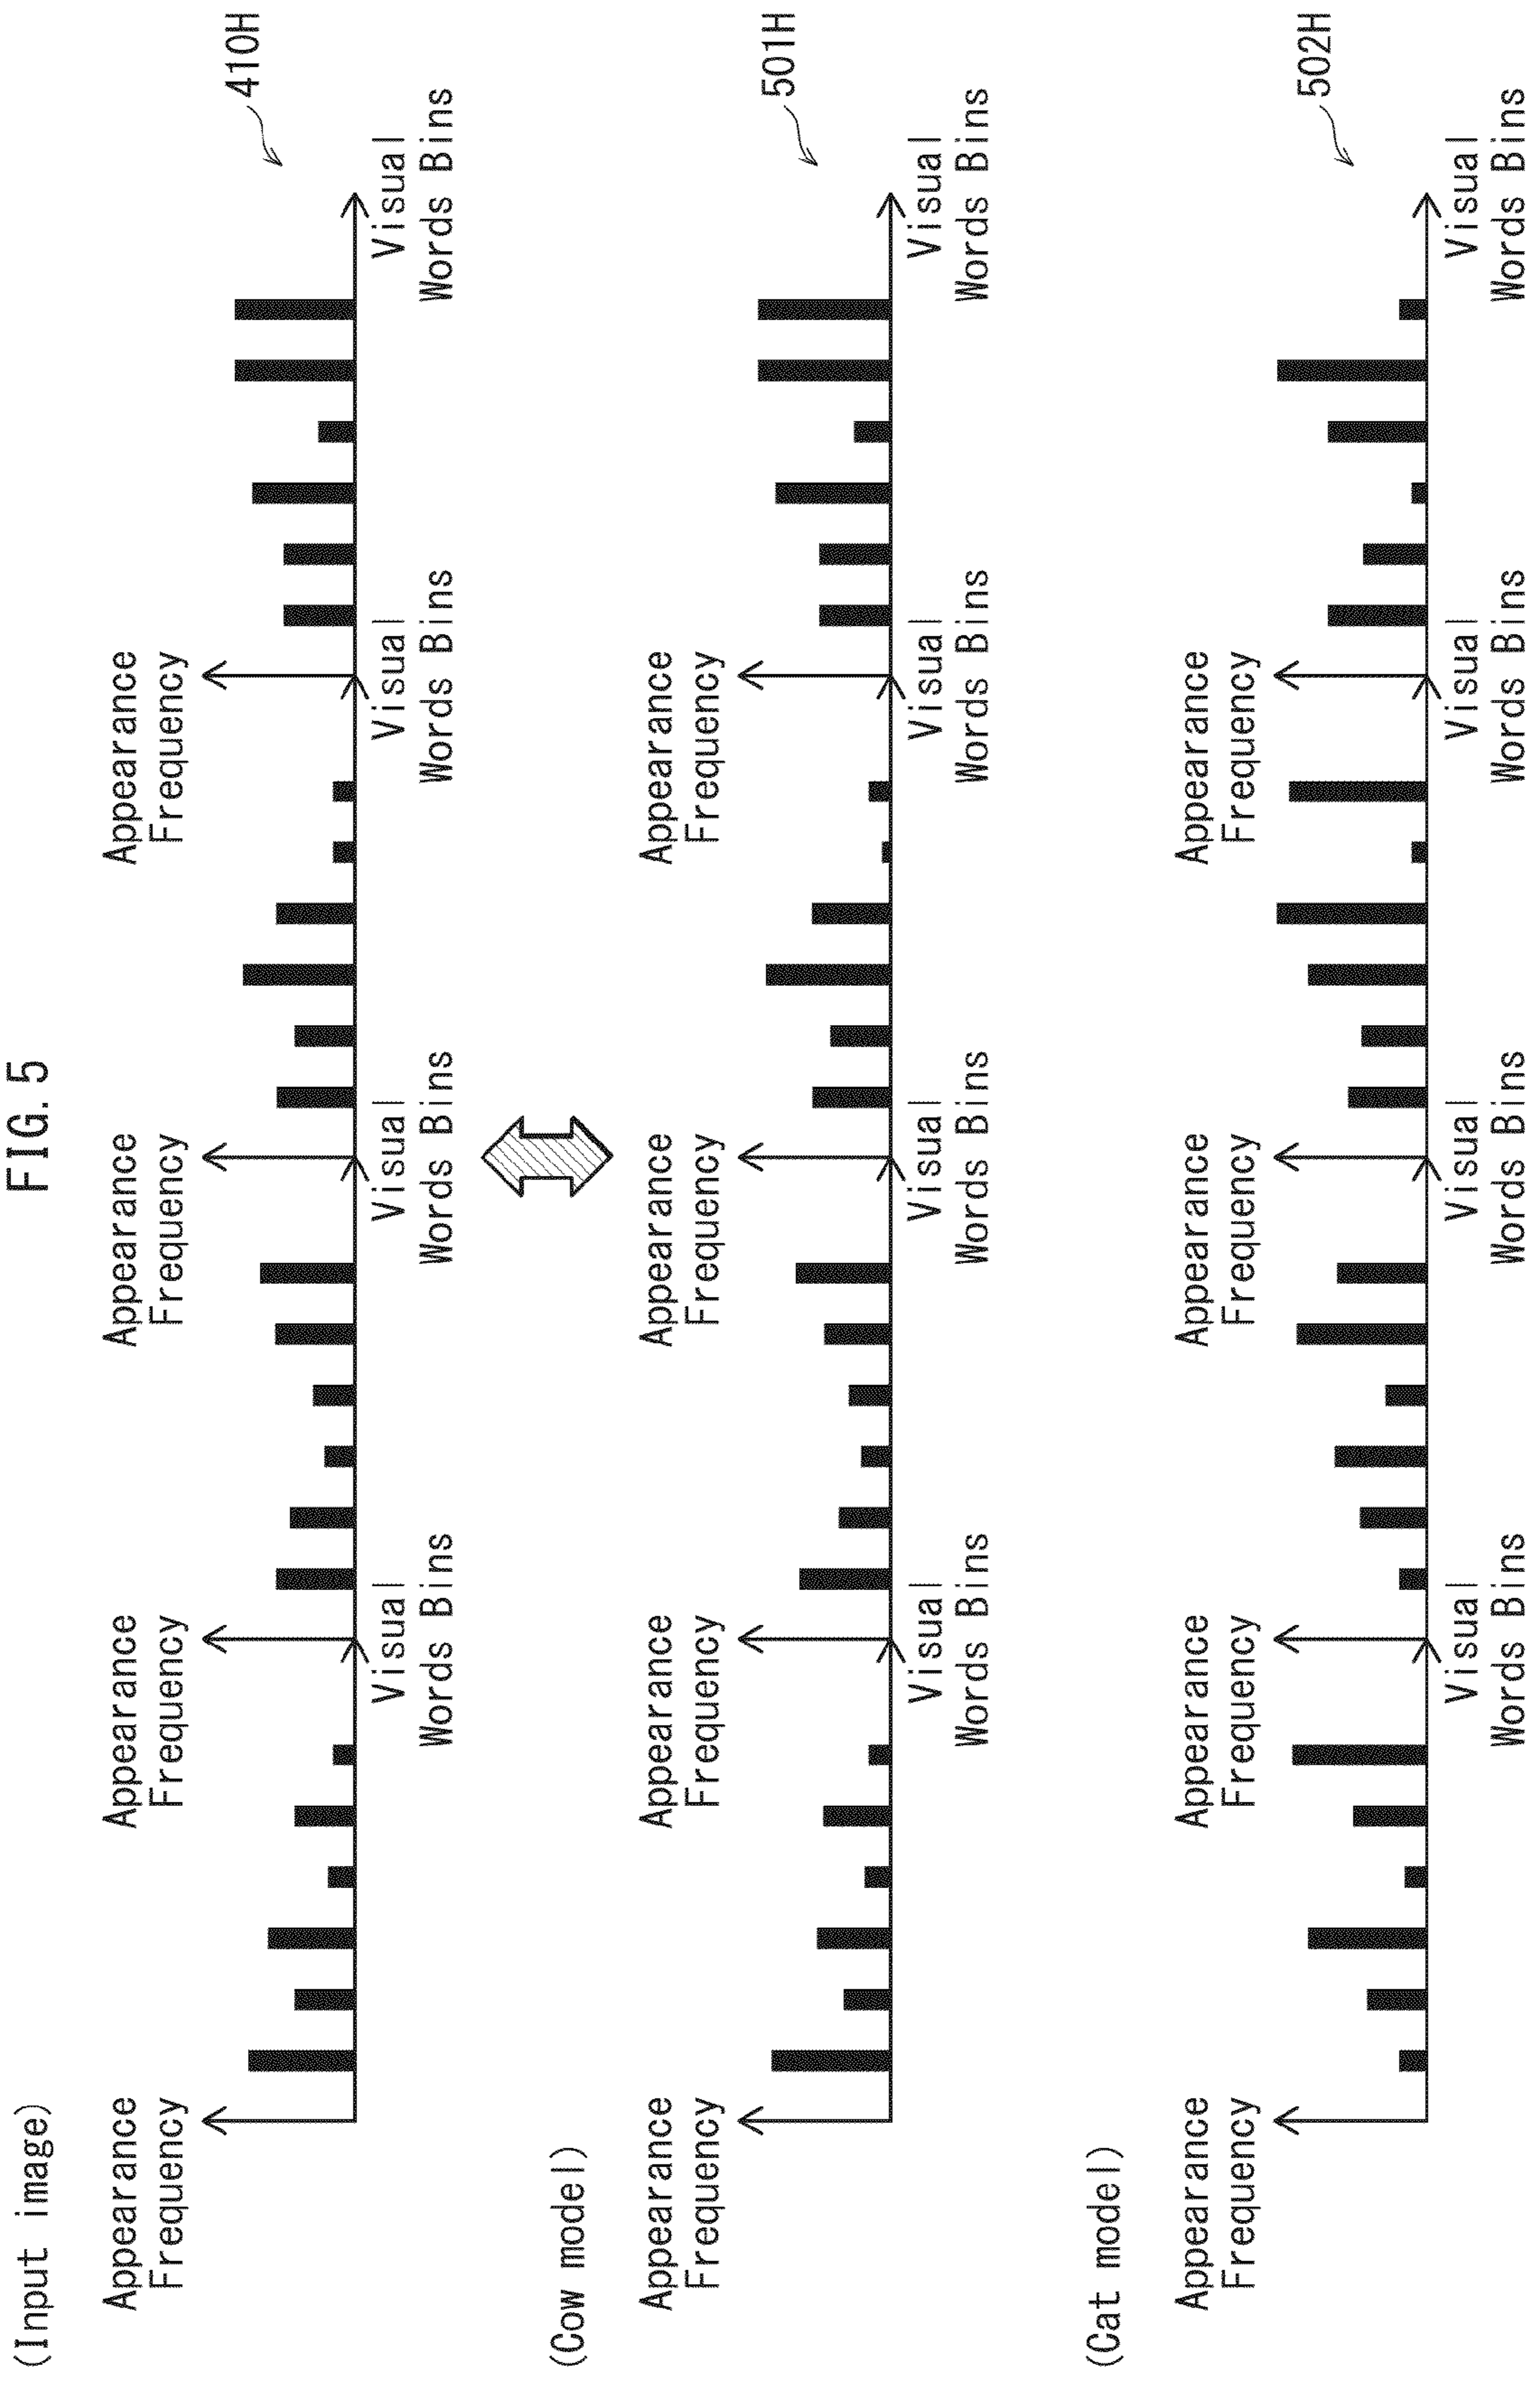 FIG. 5
(Input image)
410H
Appearance
Frequency
Visual
Words Bins
Appearance
Frequency
Visual
Words Bins
Appearance
Frequency
Visual
Words Bins
Appearance
Frequency
Visual
Words Bins
(Cow model)
501H
Appearance
Frequency
Visual
Words Bins
Appearance
Frequency
Visual
Words Bins
Appearance
Frequency
Visual
Words Bins
Appearance
Frequency
Visual
Words Bins
(Cat model)
502H
Appearance
Frequency
Visual
Words Bins
Appearance
Frequency
Visual
Words Bins
Appearance
Frequency
Visual
Words Bins
Appearance
Frequency
Visual
Words Bins